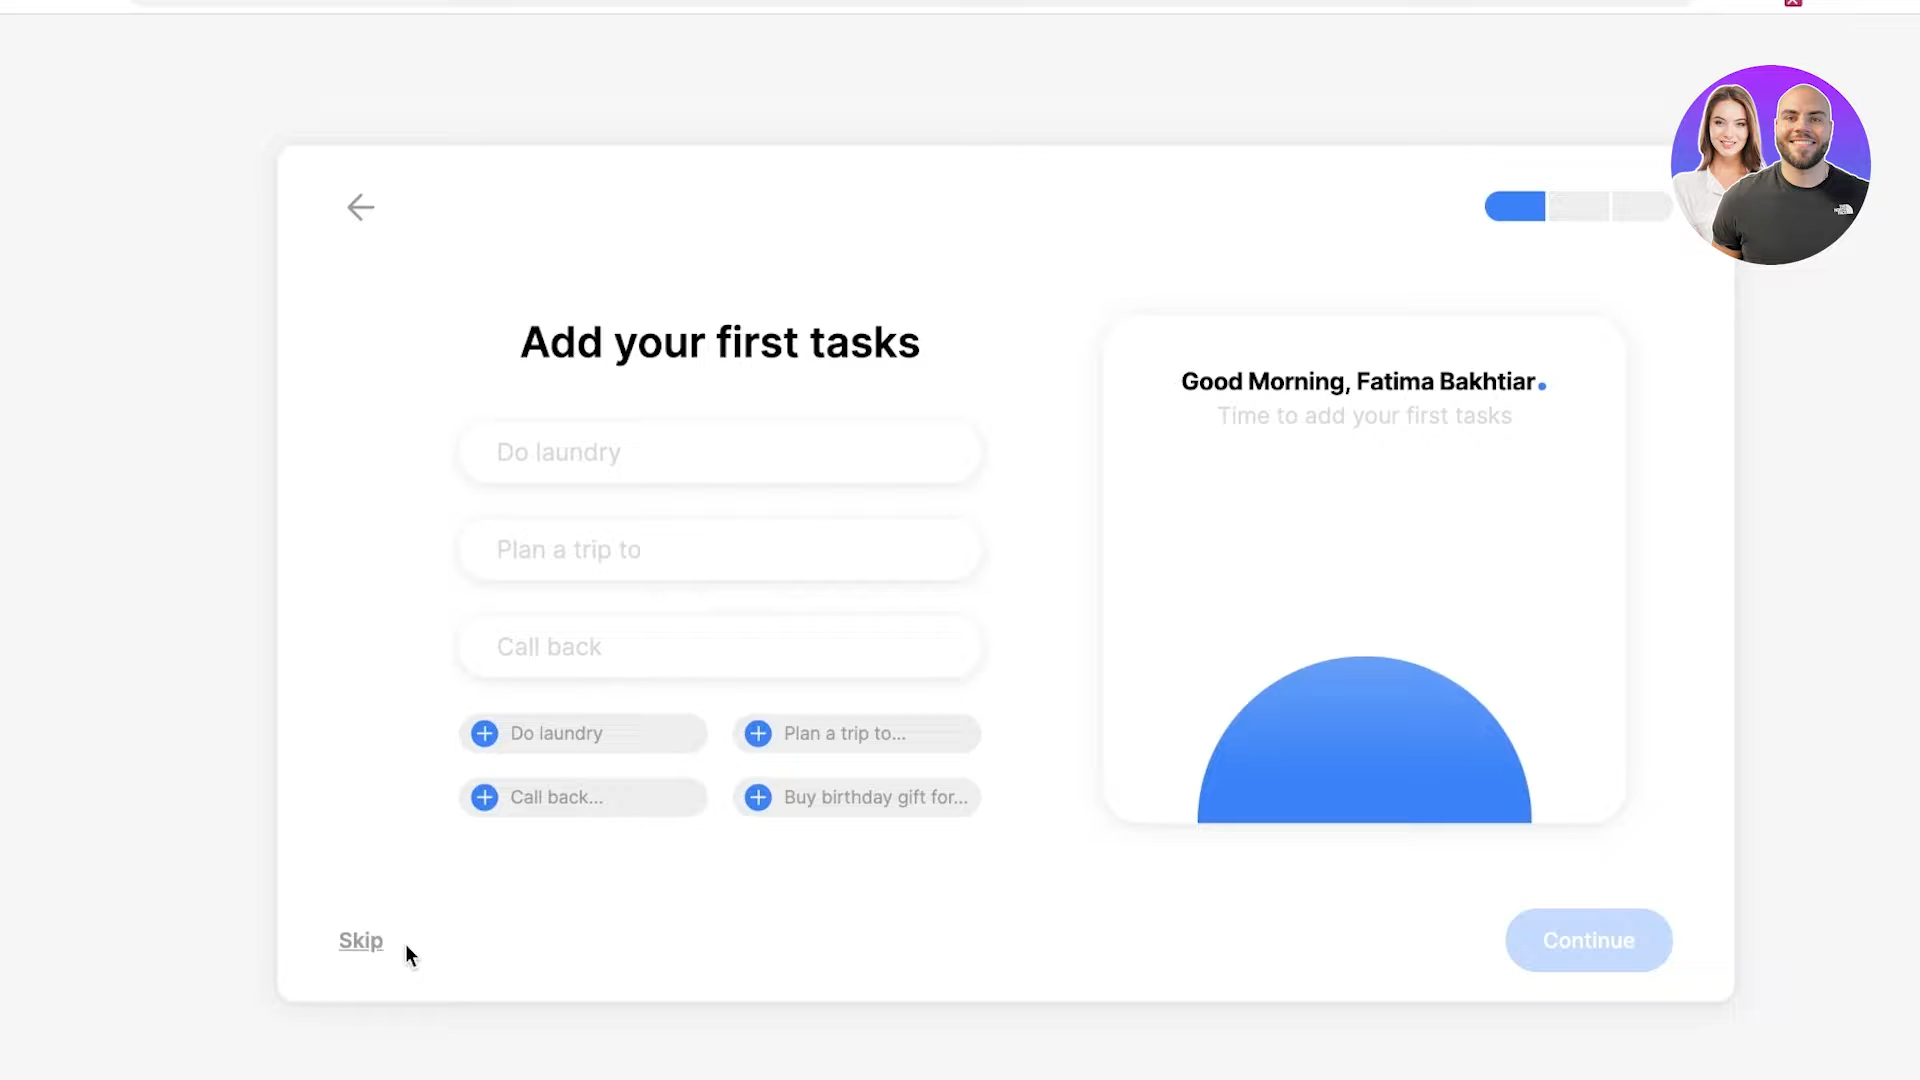 Add your first tasks
Do laundry
Plan a trip to
Call back
Do laundry
Plan a trip to...
Call back...
Buy birthday gift for...
Good Morning, Fatima Bakhtiar.
Time to add your first tasks
Skip
Continue